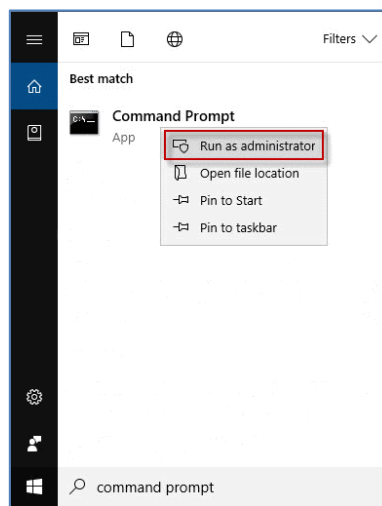 Filters
Best match
Command Prompt
App
Run as administrator
Open file location
Pin to Start
Pin to taskbar
command prompt